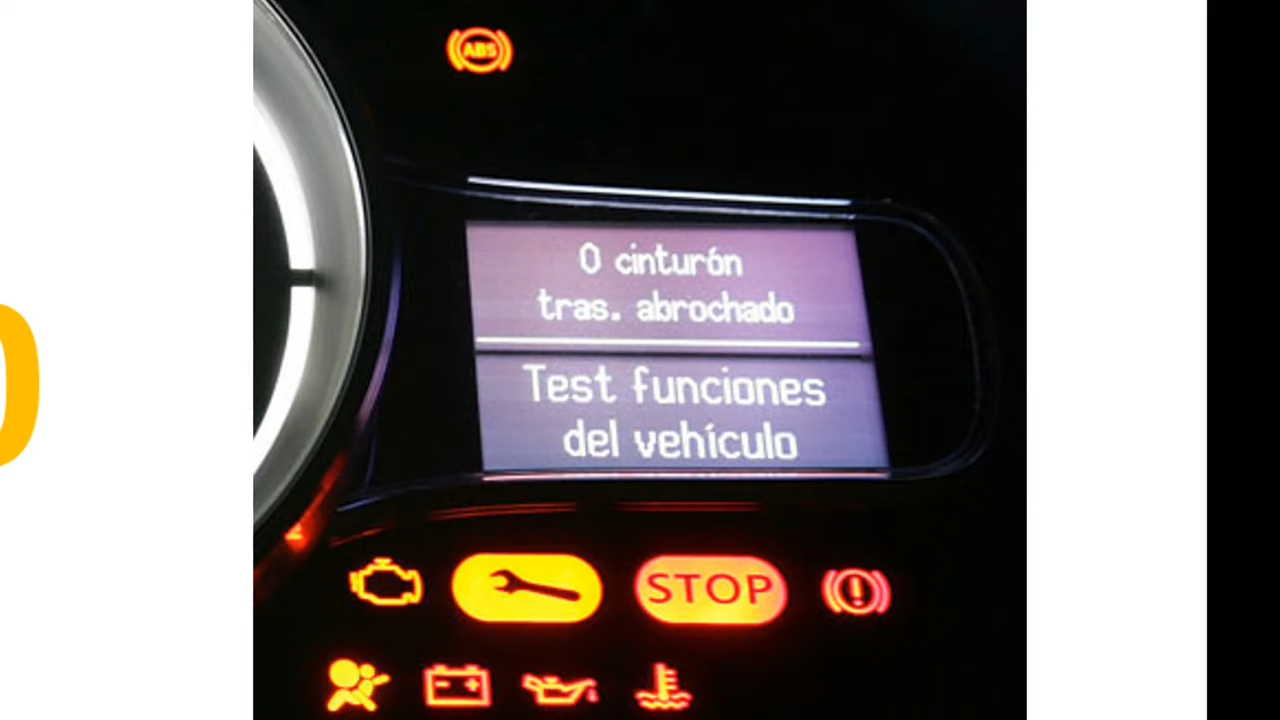 ABS
0 cinturón
tras. abrochado
Test funciones
del vehículo
STOP